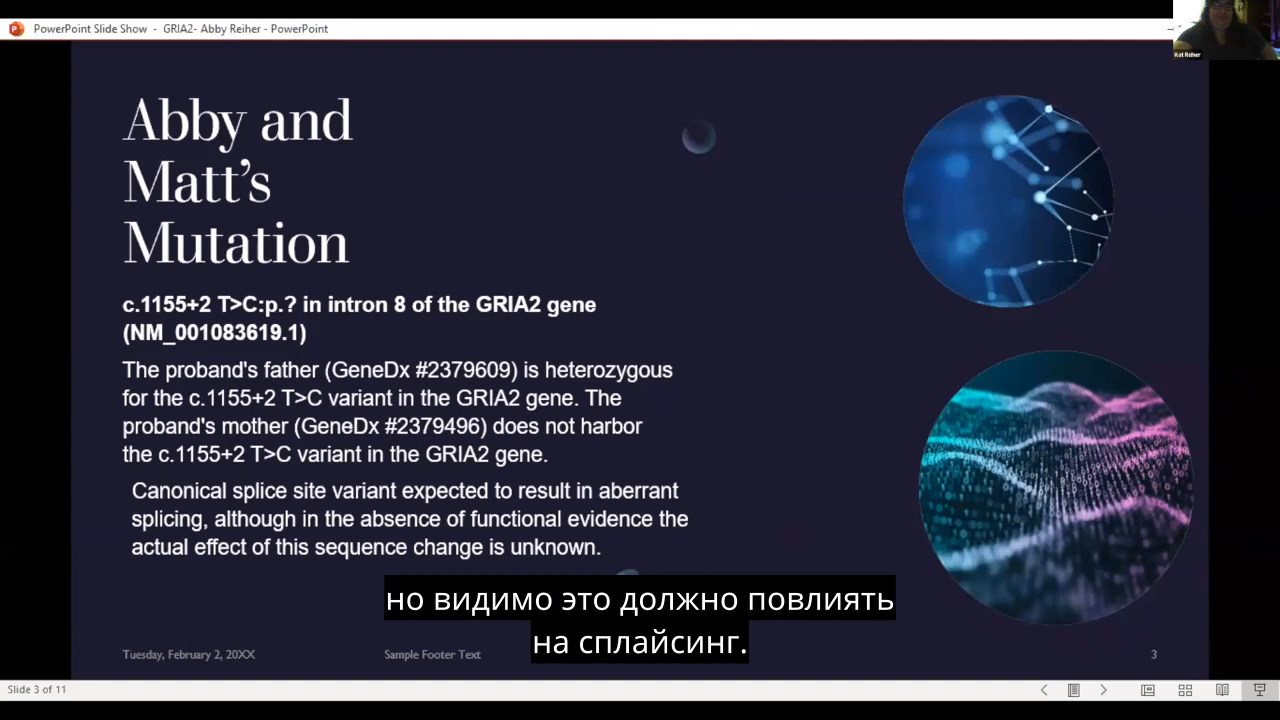 PowerPoint Slide Show - GRIA2- Abby Reiher - PowerPoint
Kat Reiher
Abby and
Matt's
Mutation
c.1155+2 T>C:p.? in intron 8 of the GRIA2 gene
(NM_001083619.1)
The proband's father (GeneDx #2379609) is heterozygous
for the c.1155+2 T>C variant in the GRIA2 gene. The
proband's mother (GeneDx #2379496) does not harbor
the c.1155+2 T>C variant in the GRIA2 gene.
Canonical splice site variant expected to result in aberrant
splicing, although in the absence of functional evidence the
actual effect of this sequence change is unknown.
но видимо это должно повлиять
на сплайсинг.
Tuesday, February 2, 20XX
Sample Footer Text
3
Slide 3 of 11